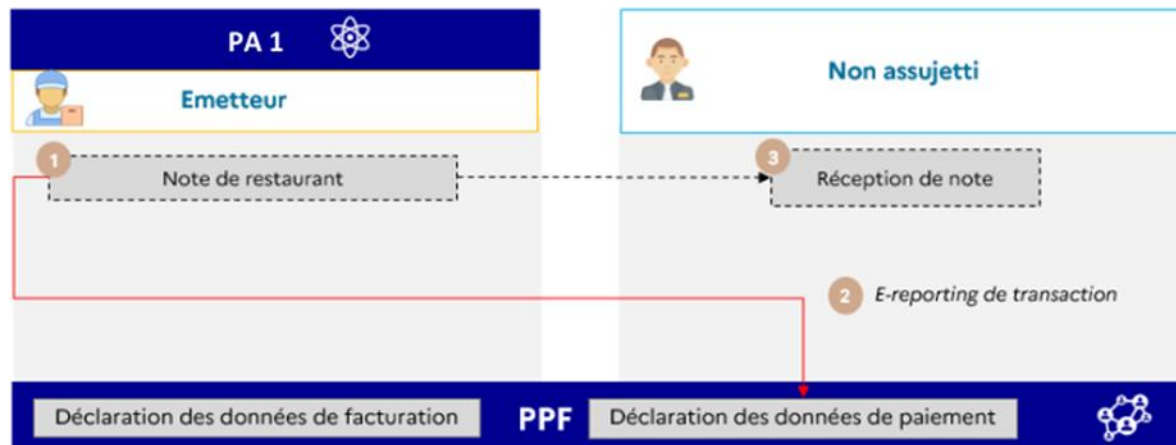 PA 1
Emetteur
Non assujetti
1
Note de restaurant
3
Réception de note
2 E-reporting de transaction
Déclaration des données de facturation
PPF
Déclaration des données de paiement